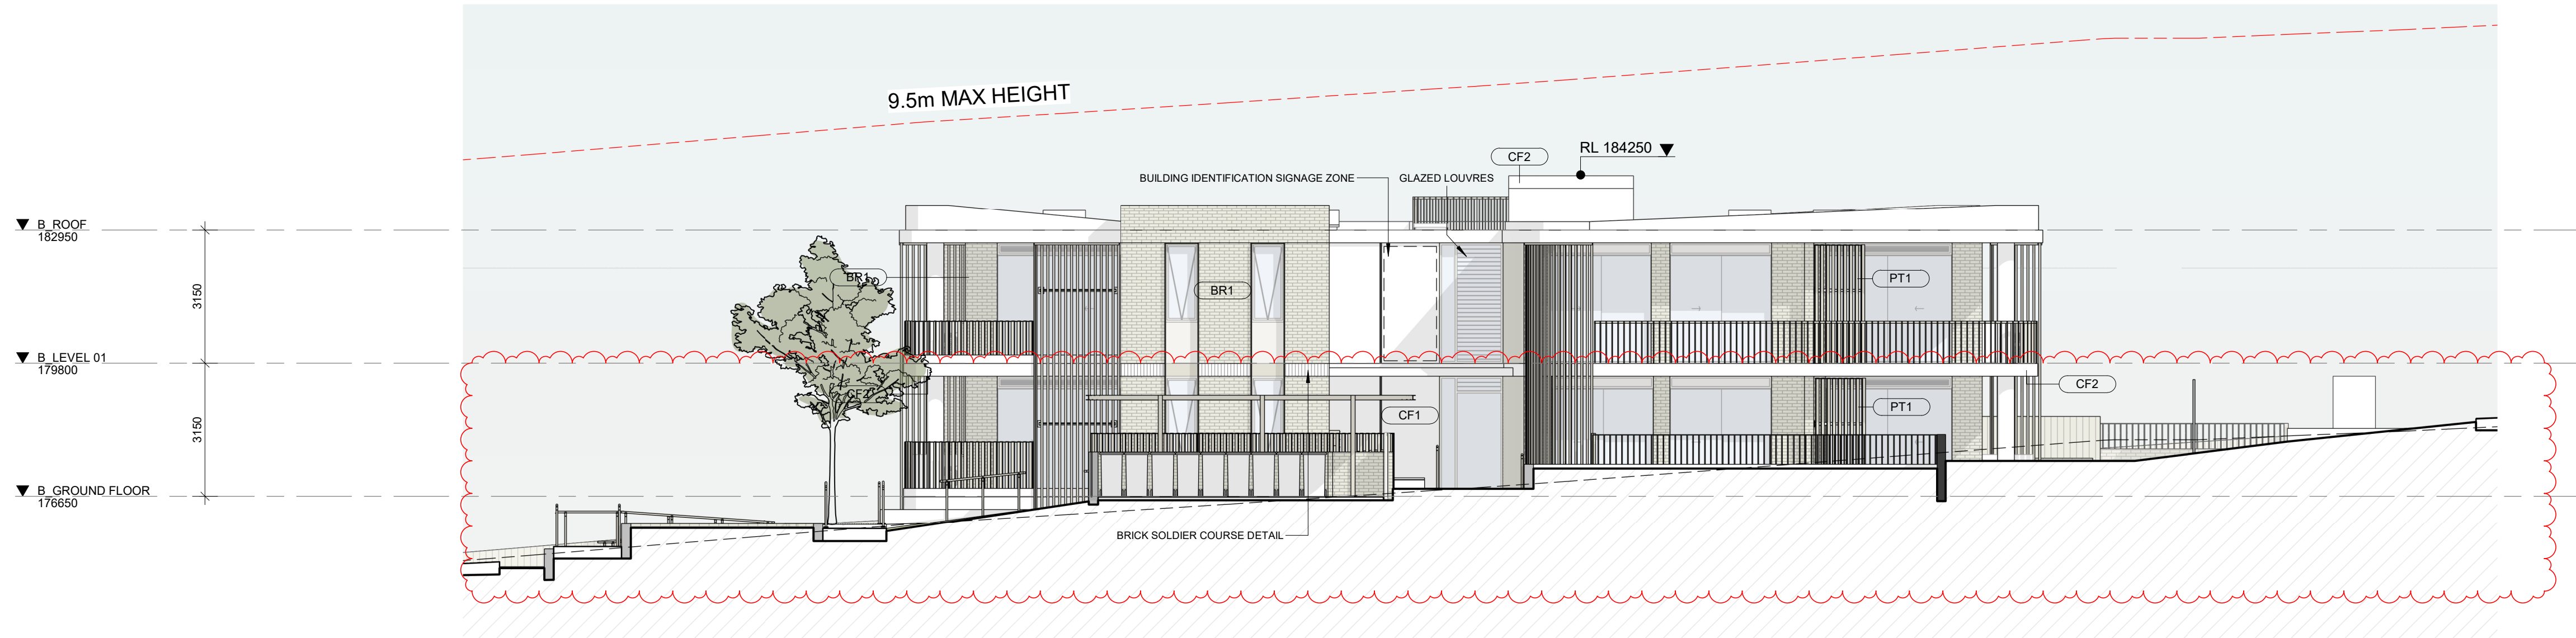 9.5m MAX HEIGHT
RL 184250
CF2
BUILDING IDENTIFICATION SIGNAGE ZONE
GLAZED LOUVRES
B_ROOF
182950
3150
BR1
BR1
PT1
B_LEVEL 01
179800
3150
CF2
CF2
CF1
PT1
B_GROUND FLOOR
176650
BRICK SOLDIER COURSE DETAIL